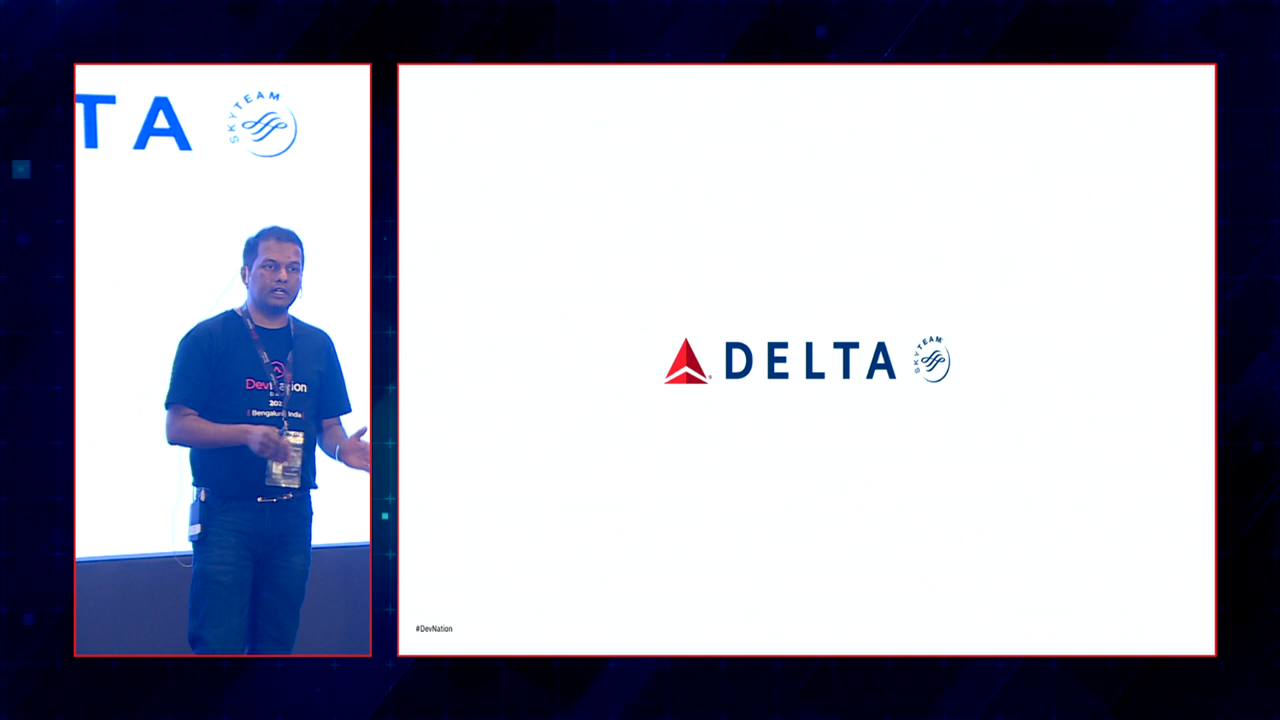 TA
SKYTEAM
DevNation
Bengaluru India
DELTA
SKYTEAM
#DevNation